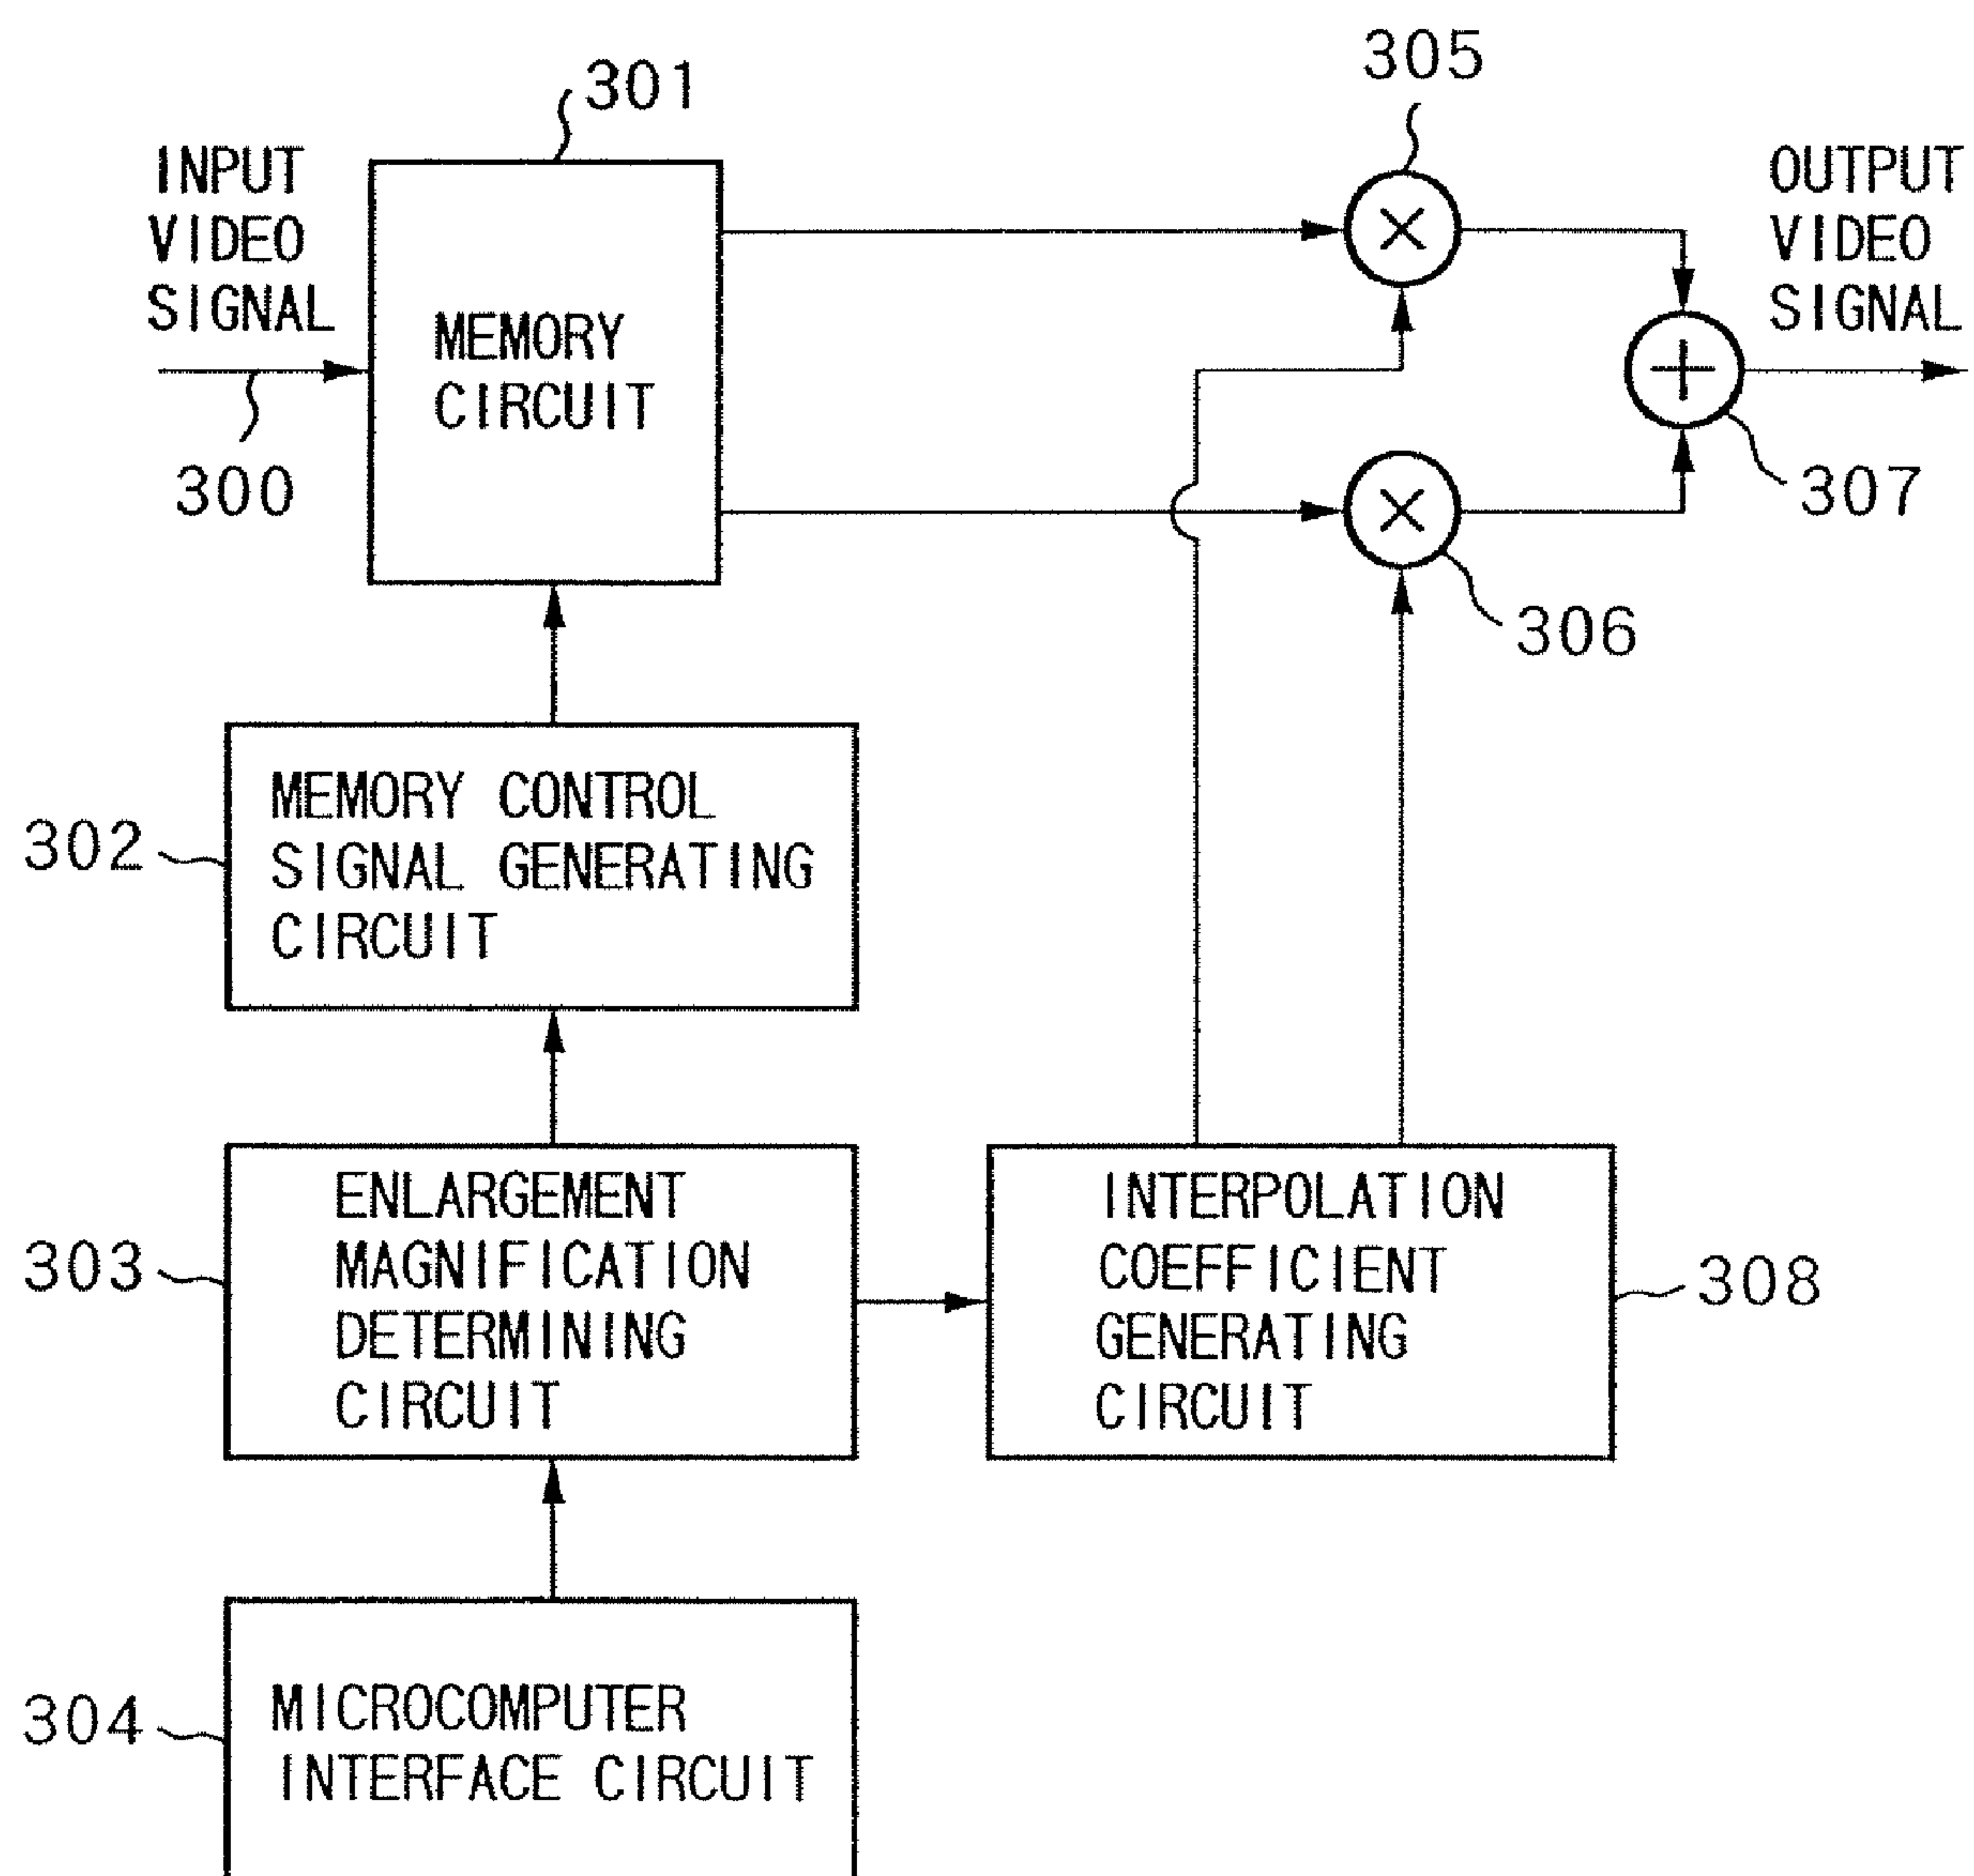 305
301
INPUT
VIDEO
SIGNAL
OUTPUT
VIDEO
SIGNAL
MEMORY
CIRCUIT
300
307
306
MEMORY CONTROL
SIGNAL GENERATING
CIRCUIT
302
ENLARGEMENT
MAGNIFICATION
DETERMINING
CIRCUIT
303
INTERPOLATION
COEFFICIENT
GENERATING
CIRCUIT
308
MICROCOMPUTER
INTERFACE CIRCUIT
304